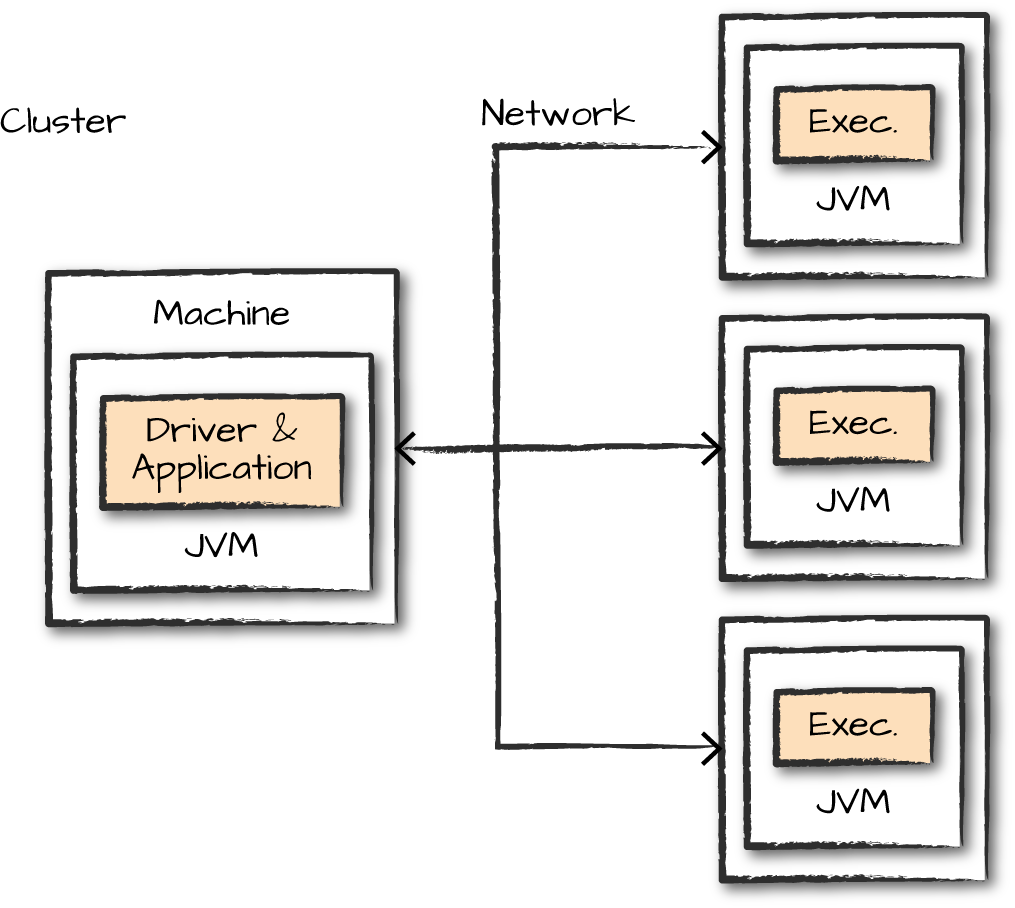 Cluster
Network
Machine
Driver &
Application
JVM
Exec.
JVM
Exec.
JVM
Exec.
JVM